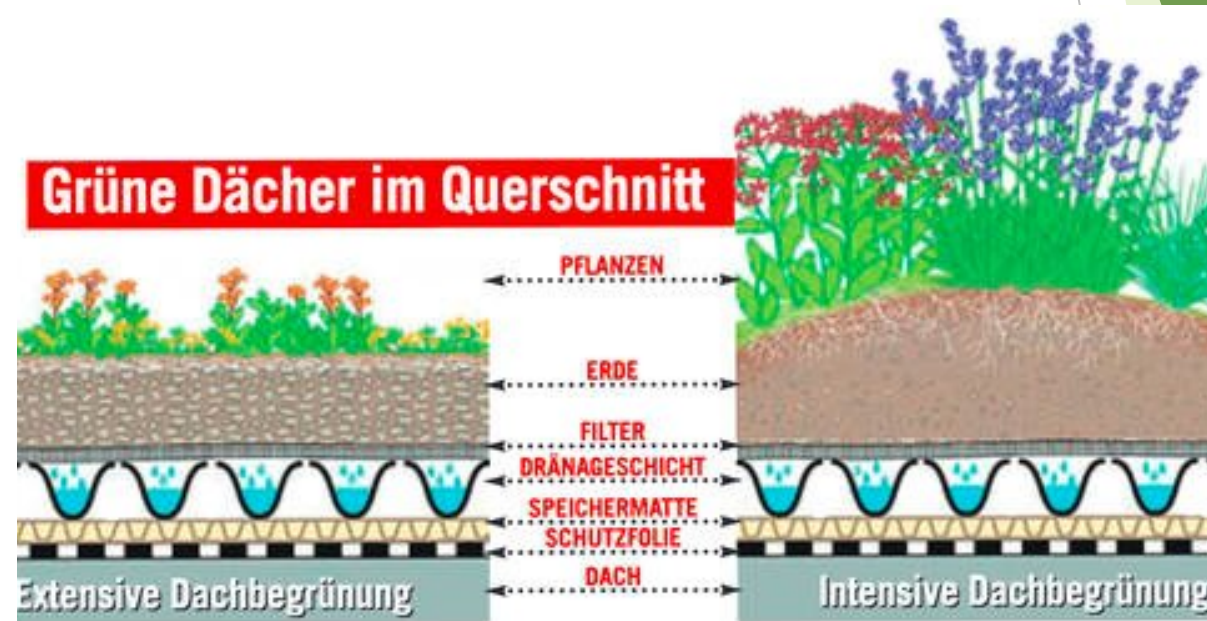 Grüne Dächer im Querschnitt
PFLANZEN
ERDE
FILTER
DRÄNAGESCHICHT
SPEICHERMATTE
SCHUTZFOLIE
DACH
Extensive Dachbegrünung
Intensive Dachbegrünung